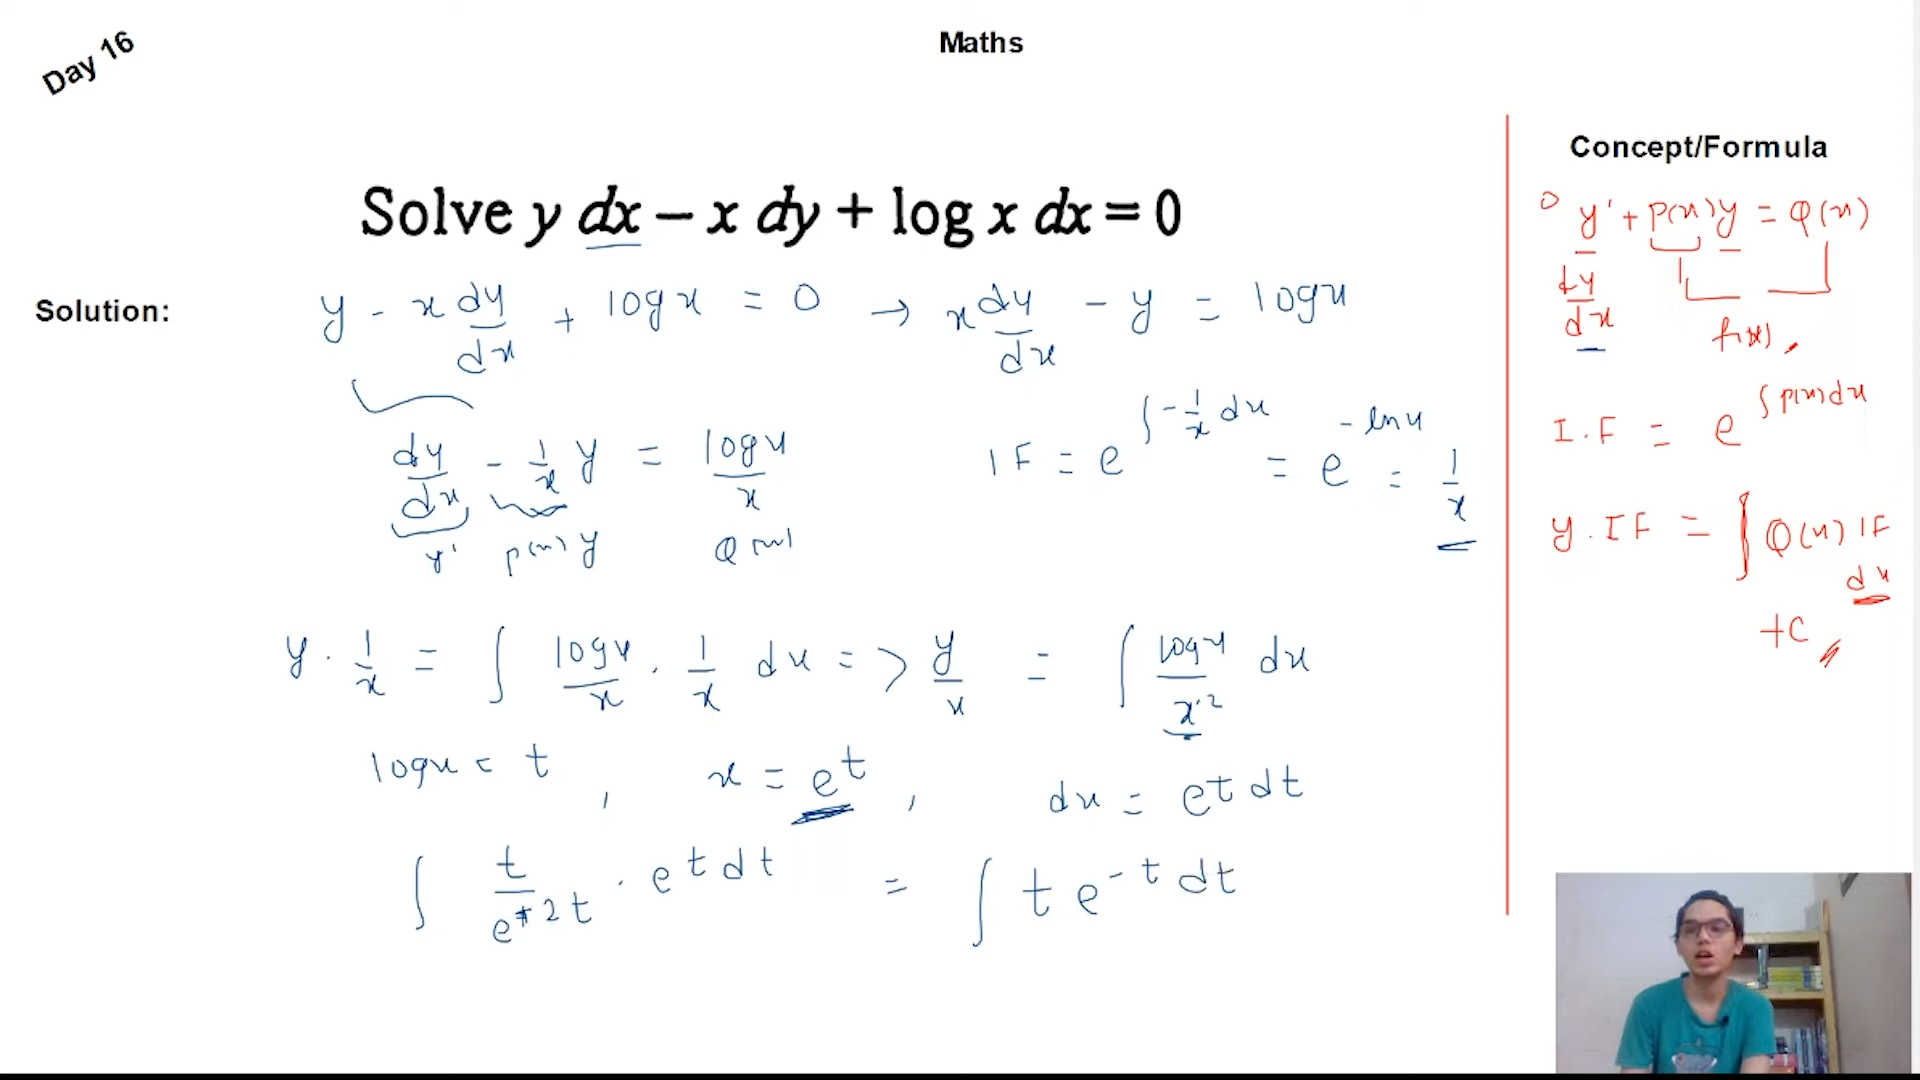 Day 16
Maths
Solve y dx – x dy + log x dx = 0
Solution:
y - x dy/dx + log x = 0 → x dy/dx - y = log x
dy/dx - 1/x y = log x/x
y' p(x) y Q(x)
IF = e^∫-1/x dx = e^-ln x = 1/x
y . 1/x = ∫ log x/x . 1/x dx => y/x = ∫ log x/x^2 dx
log x = t , x = e^t , dx = e^t dt
∫ t/e^2t . e^t dt = ∫ t e^-t dt
Concept/Formula
y' + p(x) y = Q(x)
dy/dx
f(x),
I.F = e^∫p(x)dx
y . IF = ∫ Q(x) IF dx
+C